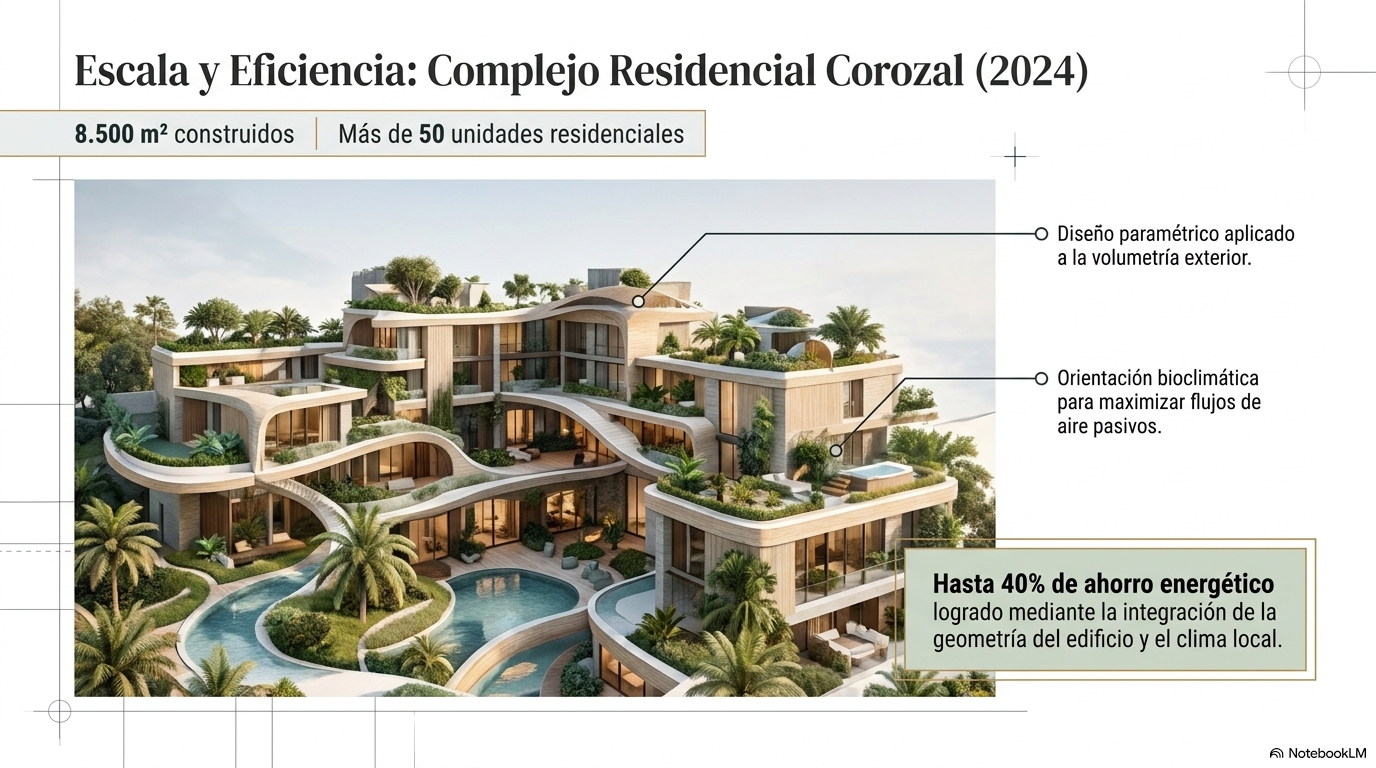 Escala y Eficiencia: Complejo Residencial Corozal (2024)
8.500 m² construidos | Más de 50 unidades residenciales
Diseño paramétrico aplicado
a la volumetría exterior.
Orientación bioclimática
para maximizar flujos de
aire pasivos.
Hasta 40% de ahorro energético
logrado mediante la integración de la
geometría del edificio y el clima local.
NotebookLM